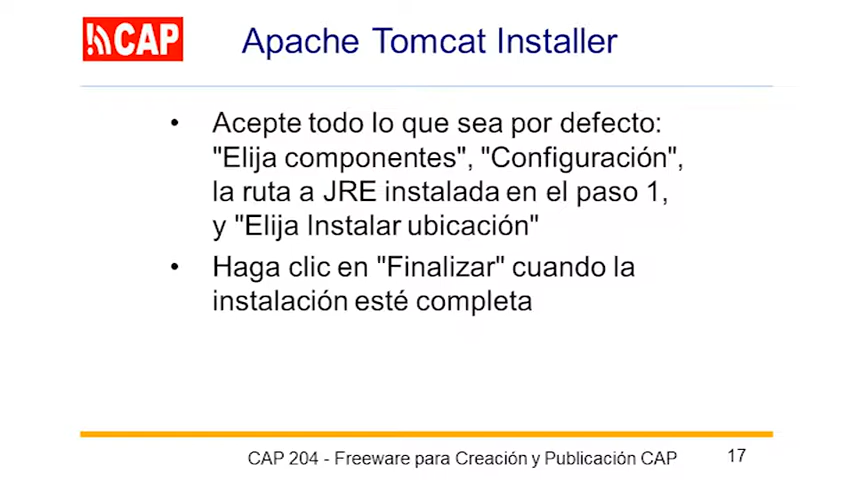 CAP
Apache Tomcat Installer
• Acepte todo lo que sea por defecto:
"Elija componentes", "Configuración",
la ruta a JRE instalada en el paso 1,
y "Elija Instalar ubicación"
• Haga clic en "Finalizar" cuando la
instalación esté completa
CAP 204 - Freeware para Creación y Publicación CAP
17